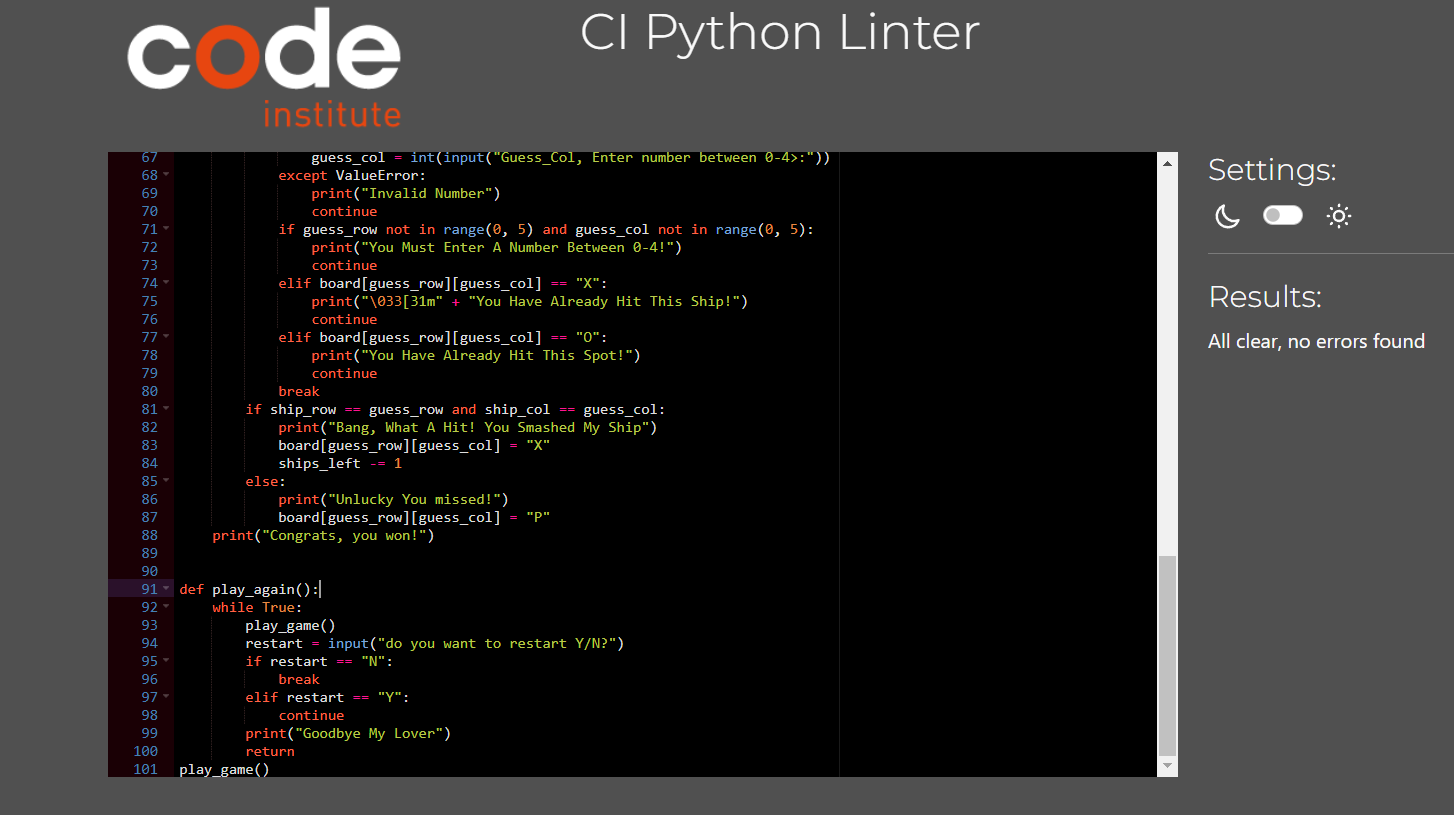 code
institute
CI Python Linter
67 guess_col = int(input("Guess_Col, Enter number between 0-4>:"))
68 except ValueError:
69 print("Invalid Number")
70 continue
71 if guess_row not in range(0, 5) and guess_col not in range(0, 5):
72 print("You Must Enter A Number Between 0-4!")
73 continue
74 elif board[guess_row][guess_col] == "X":
75 print("\033[31m" + "You Have Already Hit This Ship!")
76 continue
77 elif board[guess_row][guess_col] == "O":
78 print("You Have Already Hit This Spot!")
79 continue
80 break
81 if ship_row == guess_row and ship_col == guess_col:
82 print("Bang, What A Hit! You Smashed My Ship")
83 board[guess_row][guess_col] = "X"
84 ships_left -= 1
85 else:
86 print("Unlucky You missed!")
87 board[guess_row][guess_col] = "P"
88 print("Congrats, you won!")
89
90
91 def play_again():
92 while True:
93 play_game()
94 restart = input("do you want to restart Y/N?")
95 if restart == "N":
96 break
97 elif restart == "Y":
98 continue
99 print("Goodbye My Lover")
100 return
101 play_game()
Settings:
Results:
All clear, no errors found